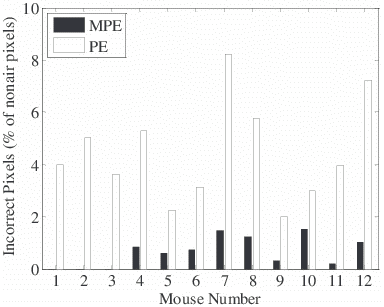 10
MPE
PE
8
6
4
2
0
Incorrect Pixels (% of nonair pixels)
1 2 3 4 5 6 7 8 9 10 11 12
Mouse Number